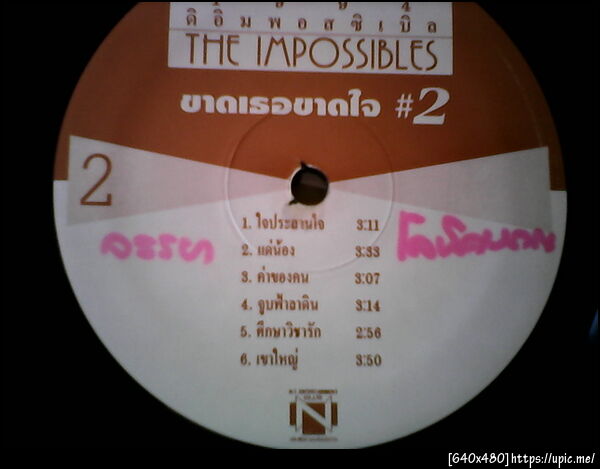 1 9 9 4
ดิอิมพอสซิเบิล
THE IMPOSSIBLES
ขาดเธอขาดใจ #2
2
1. ใจประสานใจ 3:11
2. แด่น้อง 3:33
3. ค่าของคน 3:07
4. จูบฟ้าลาดิน 3:14
5. ศึกษาวิชารัก 2:56
6. เขาใหญ่ 3:50
N
[640x480]https://upic.me/